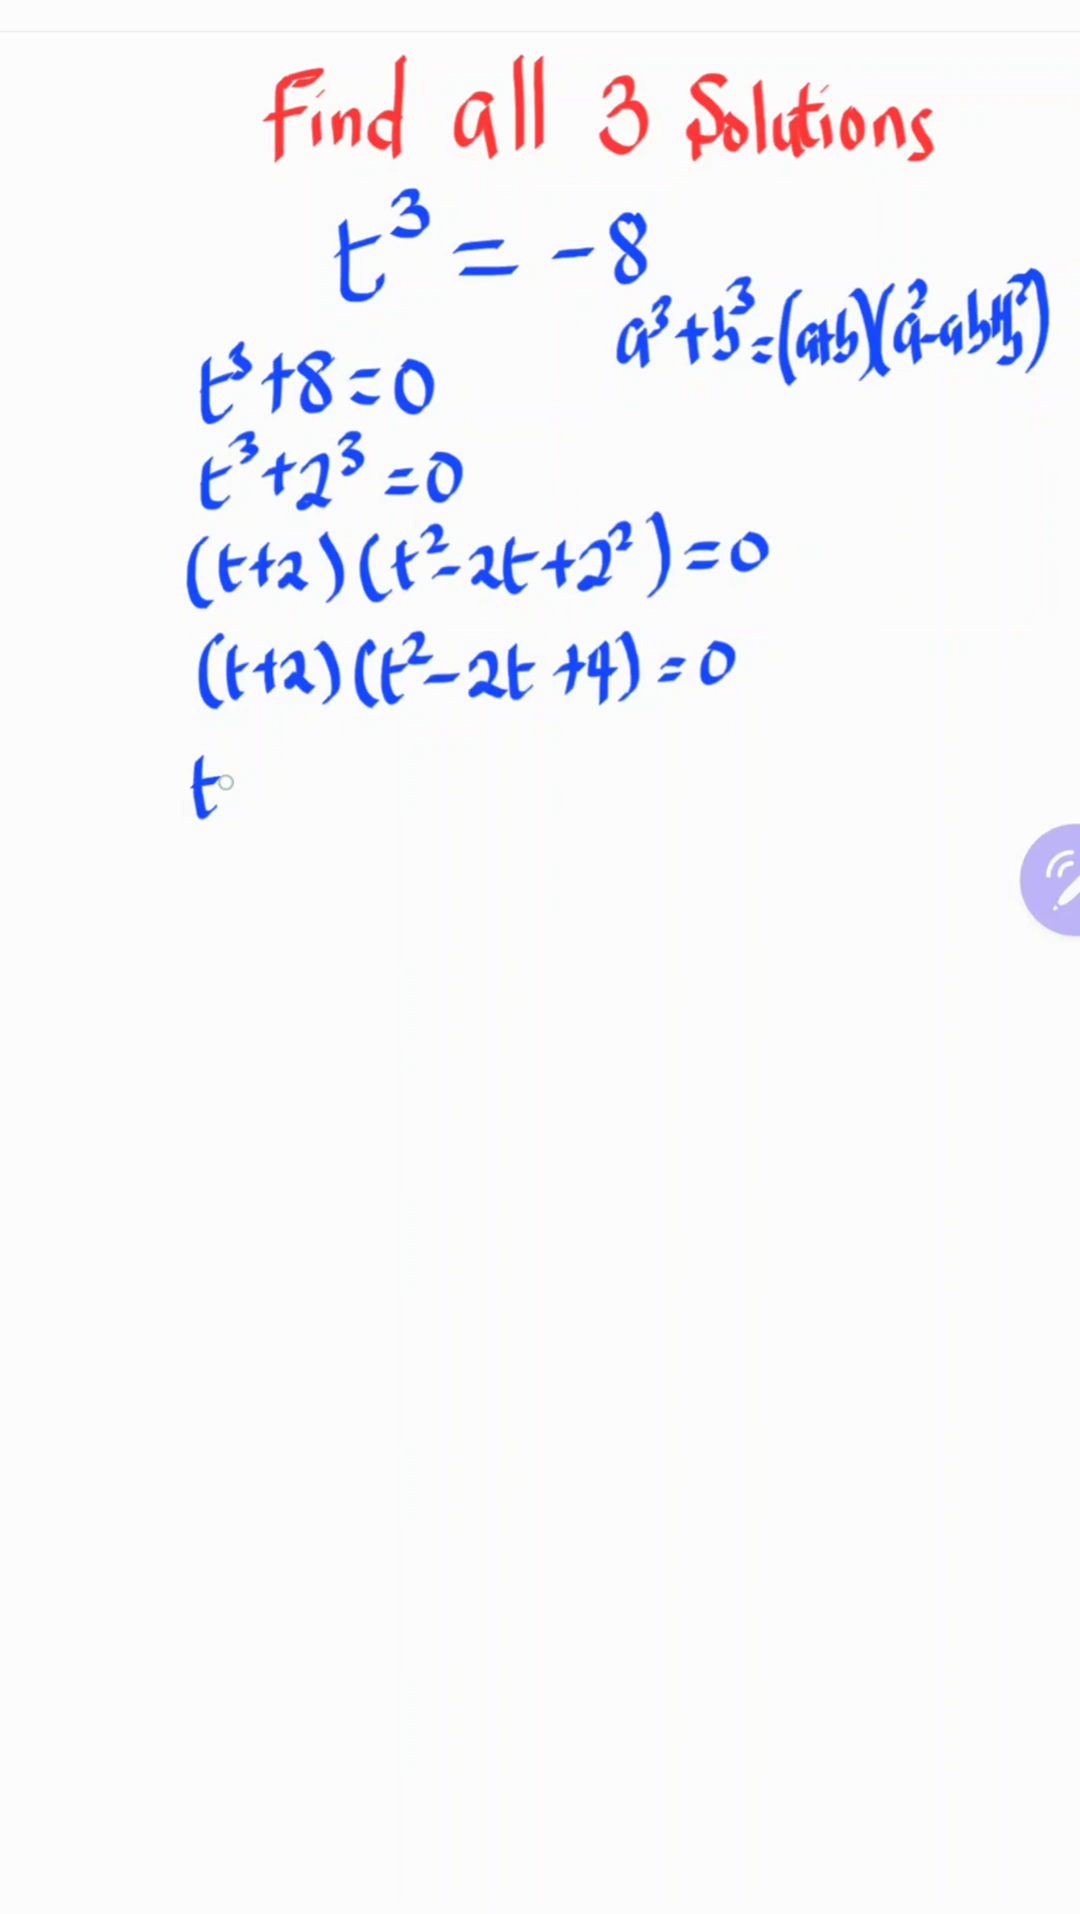 Find all 3 Solutions
t³ = -8
a³+b³=(a+b)(a²-ab+b²)
t³+8=0
t³+2³=0
(t+2)(t²-2t+2²)=0
(t+2)(t²-2t+4)=0
t